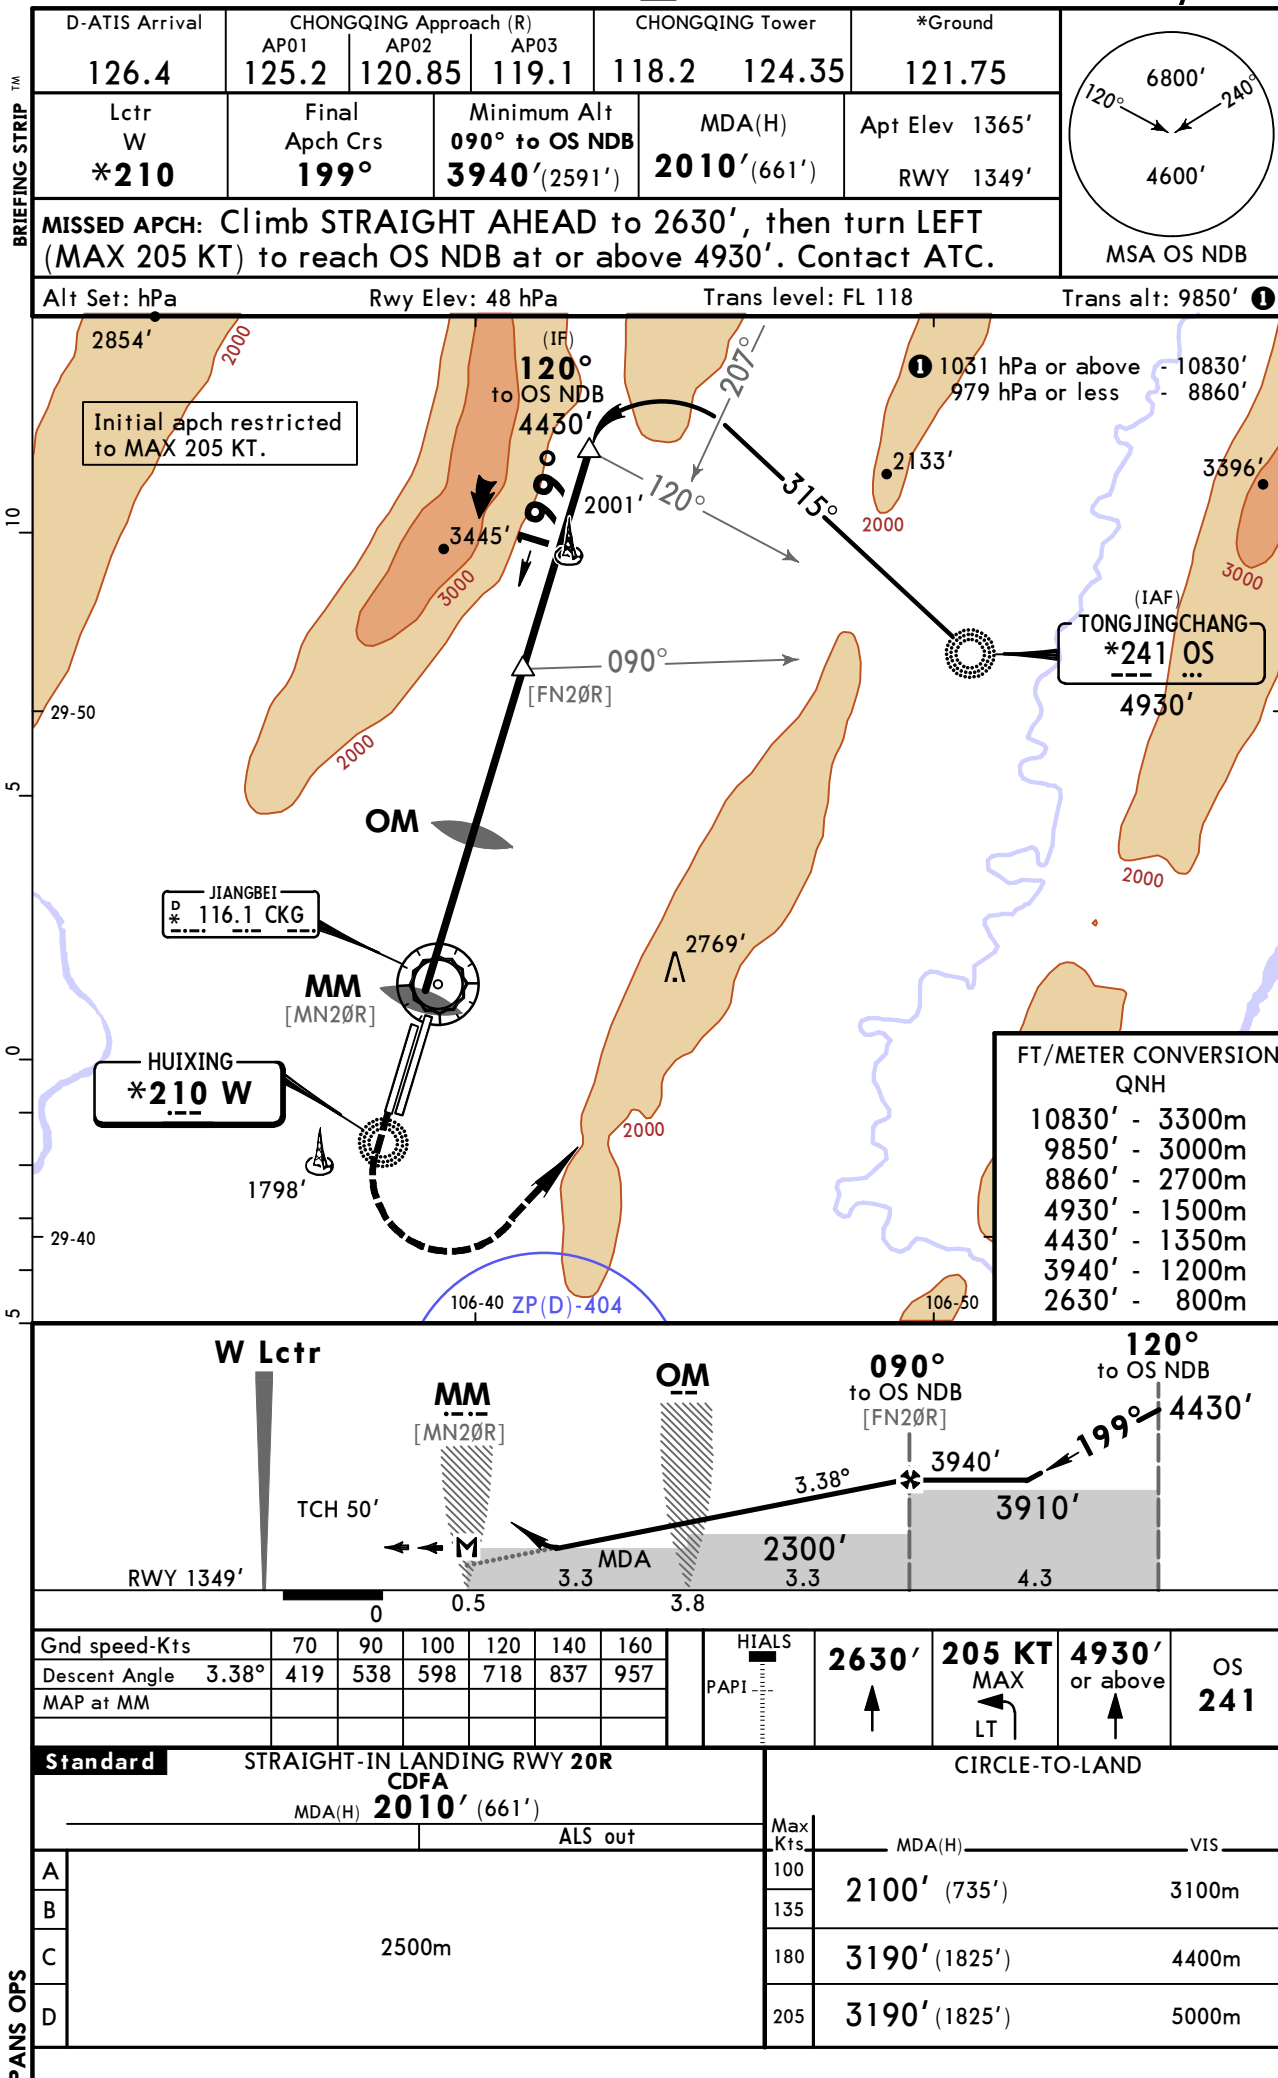 D-ATIS Arrival
126.4
CHONGQING Approach (R)
AP01 AP02 AP03
125.2 120.85 119.1
CHONGQING Tower
118.2 124.35
*Ground
121.75
BRIEFING STRIP TM
Lctr
W
*210
Final
Apch Crs
199°
Minimum Alt
090° to OS NDB
3940'(2591')
MDA(H)
2010'(661')
Apt Elev 1365'
RWY 1349'
6800'
120°
240°
4600'
MSA OS NDB
MISSED APCH: Climb STRAIGHT AHEAD to 2630', then turn LEFT
(MAX 205 KT) to reach OS NDB at or above 4930'. Contact ATC.
Alt Set: hPa Rwy Elev: 48 hPa Trans level: FL 118 Trans alt: 9850' 1
2854'
2000
(IF)
120°
to OS NDB
4430'
207°
1 1031 hPa or above - 10830'
979 hPa or less - 8860'
Initial apch restricted
to MAX 205 KT.
199°
2001'
120°
315°
2133'
2000
3396'
3000
3445'
3000
10
(IAF)
TONGJINGCHANG
*241 OS
4930'
090°
[FN20R]
29-50
2000
5
OM
2000
JIANGBEI
D
* 116.1 CKG
2769'
MM
[MN20R]
0
HUIXING
*210 W
2000
1798'
29-40
5
106-40
ZP(D)-404
106-50
FT/METER CONVERSION
QNH
10830' - 3300m
9850' - 3000m
8860' - 2700m
4930' - 1500m
4430' - 1350m
3940' - 1200m
2630' - 800m
W Lctr
MM
[MN20R]
OM
090°
to OS NDB
[FN20R]
120°
to OS NDB
4430'
199°
3940'
3.38°
3910'
TCH 50'
M
MDA
2300'
RWY 1349'
3.3
3.3
4.3
0
0.5
3.8
Gnd speed-Kts 70 90 100 120 140 160
Descent Angle 3.38° 419 538 598 718 837 957
MAP at MM
HIALS
PAPI
2630'
205 KT
MAX
LT
4930'
or above
OS
241
Standard
STRAIGHT-IN LANDING RWY 20R
CDFA
MDA(H) 2010' (661')
ALS out
CIRCLE-TO-LAND
Max
Kts
MDA(H)
VIS
A
B
C
D
2500m
100
135
2100' (735') 3100m
180 3190' (1825') 4400m
205 3190' (1825') 5000m
PANS OPS